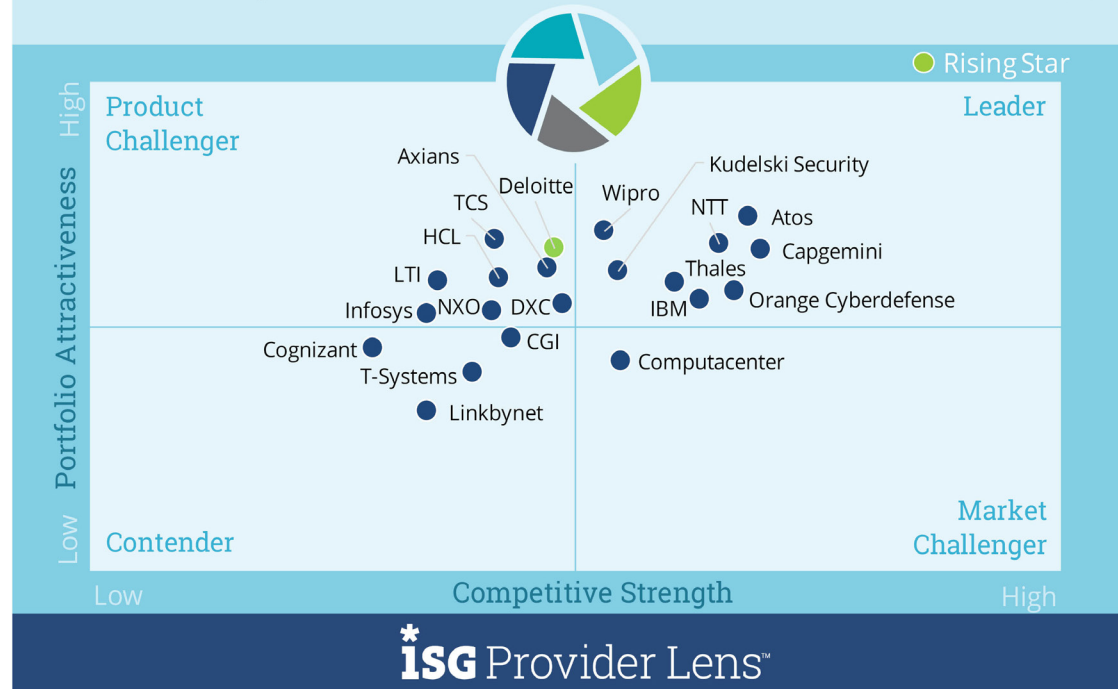 Rising Star
High
Product
Challenger
Leader
Axians
Deloitte
Kudelski Security
TCS
Wipro
NTT
Atos
HCL
Capgemini
LTI
Thales
Infosys
NXO
DXC
IBM
Orange Cyberdefense
Portfolio Attractiveness
Cognizant
CGI
Computacenter
T-Systems
Linkbynet
Low
Contender
Market
Challenger
Low
Competitive Strength
High
ISG Provider Lens™